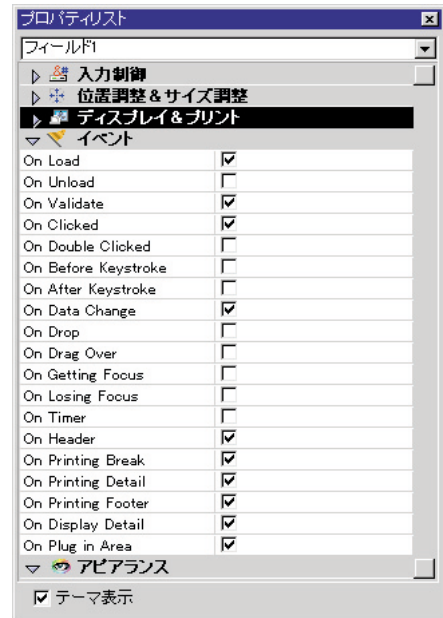 プロパティリスト
フィールド1
入力制御
位置調整＆サイズ調整
ディスプレイ＆プリント
イベント
On Load
On Unload
On Validate
On Clicked
On Double Clicked
On Before Keystroke
On After Keystroke
On Data Change
On Drop
On Drag Over
On Getting Focus
On Losing Focus
On Timer
On Header
On Printing Break
On Printing Detail
On Printing Footer
On Display Detail
On Plug in Area
アピアランス
テーマ表示